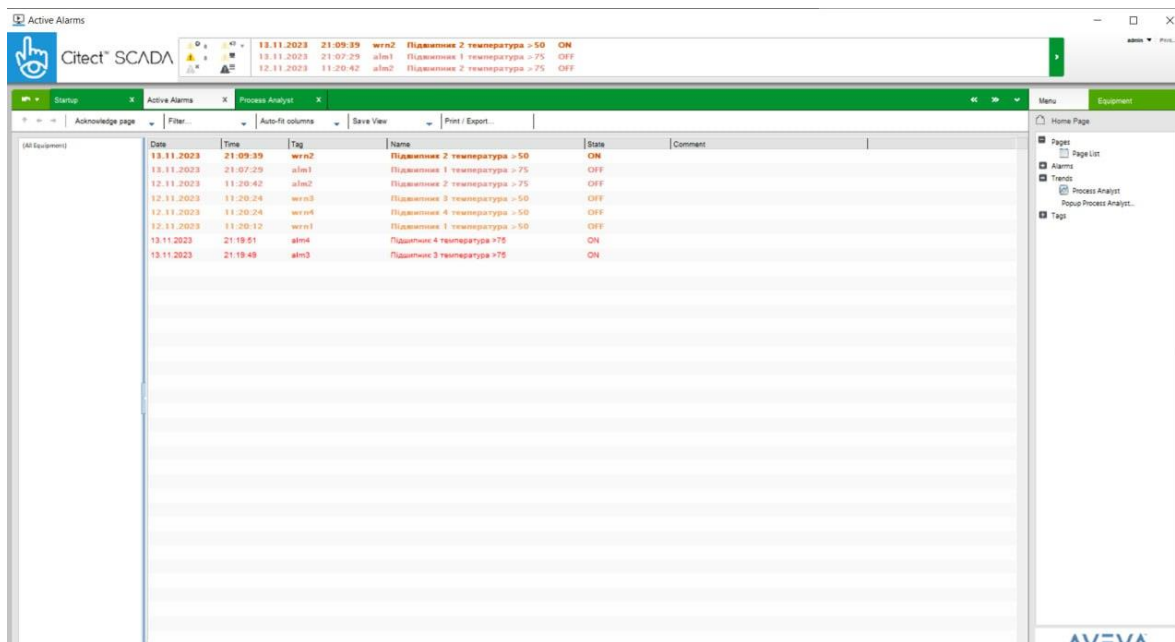 Active Alarms
Citect™ SCADA
13.11.2023 21:09:39 wrn2 Підшипник 2 температура >50 ON
13.11.2023 21:07:29 alm1 Підшипник 1 температура >75 OFF
12.11.2023 11:20:42 alm2 Підшипник 2 температура >75 OFF
admin
Startup X Active Alarms X Process Analyst X
Menu Equipment
Acknowledge page Filter... Auto-fit columns Save View Print / Export...
Home Page
(All Equipment)
Date Time Tag Name State Comment
13.11.2023 21:09:39 wrn2 Підшипник 2 температура >50 ON
13.11.2023 21:07:29 alm1 Підшипник 1 температура >75 OFF
12.11.2023 11:20:42 alm2 Підшипник 2 температура >75 OFF
12.11.2023 11:20:24 wrn3 Підшипник 3 температура >50 OFF
12.11.2023 11:20:24 wrn4 Підшипник 4 температура >50 OFF
12.11.2023 11:20:12 wrn1 Підшипник 1 температура >50 OFF
13.11.2023 21:19:51 alm4 Підшипник 4 температура >75 ON
13.11.2023 21:19:49 alm3 Підшипник 3 температура >75 ON
Pages
Page List
Alarms
Trends
Process Analyst
Popup Process Analyst...
Tags
AVEVA